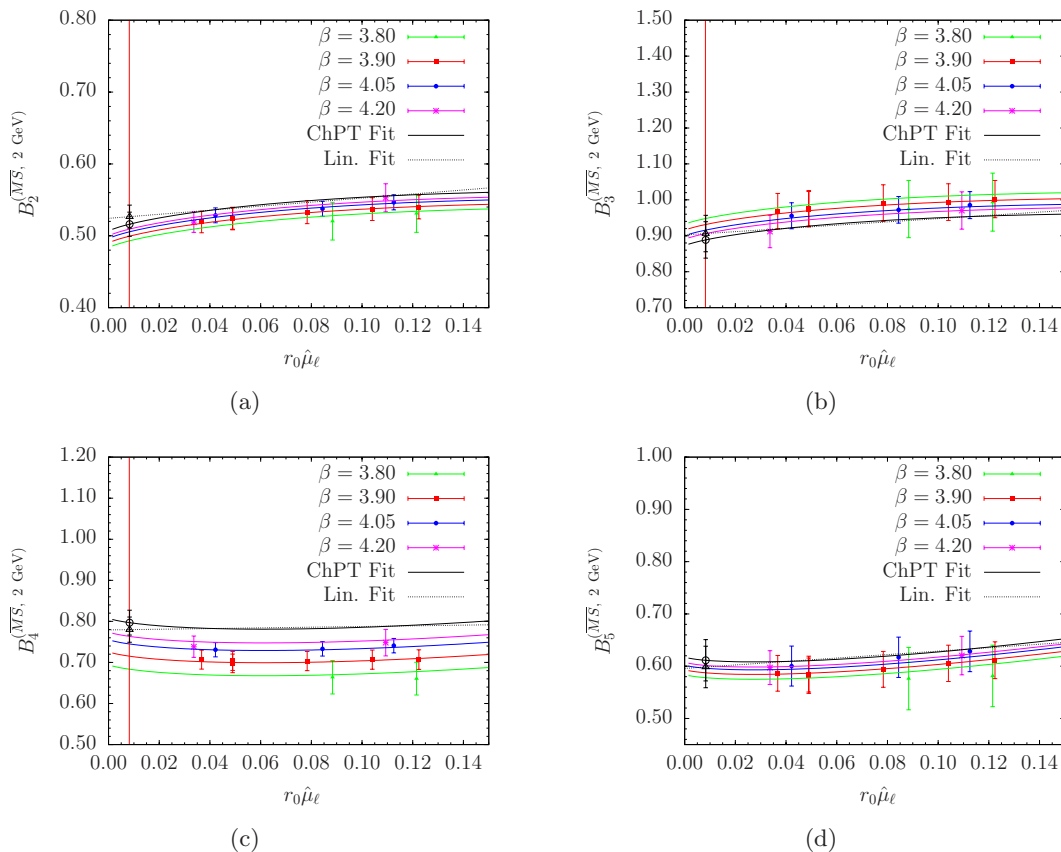 0.80
0.70
0.60
0.50
0.40
0.00 0.02 0.04 0.06 0.08 0.10 0.12 0.14
B_2^{(\overline{MS}, 2 GeV)}
r_0\hat{\mu}_\ell
β = 3.80
β = 3.90
β = 4.05
β = 4.20
ChPT Fit
Lin. Fit
(a)
1.50
1.40
1.30
1.20
1.10
1.00
0.90
0.80
0.70
0.00 0.02 0.04 0.06 0.08 0.10 0.12 0.14
B_3^{(\overline{MS}, 2 GeV)}
r_0\hat{\mu}_\ell
β = 3.80
β = 3.90
β = 4.05
β = 4.20
ChPT Fit
Lin. Fit
(b)
1.20
1.10
1.00
0.90
0.80
0.70
0.60
0.50
0.00 0.02 0.04 0.06 0.08 0.10 0.12 0.14
B_4^{(\overline{MS}, 2 GeV)}
r_0\hat{\mu}_\ell
β = 3.80
β = 3.90
β = 4.05
β = 4.20
ChPT Fit
Lin. Fit
(c)
1.00
0.90
0.80
0.70
0.60
0.50
0.00 0.02 0.04 0.06 0.08 0.10 0.12 0.14
B_5^{(\overline{MS}, 2 GeV)}
r_0\hat{\mu}_\ell
β = 3.80
β = 3.90
β = 4.05
β = 4.20
ChPT Fit
Lin. Fit
(d)